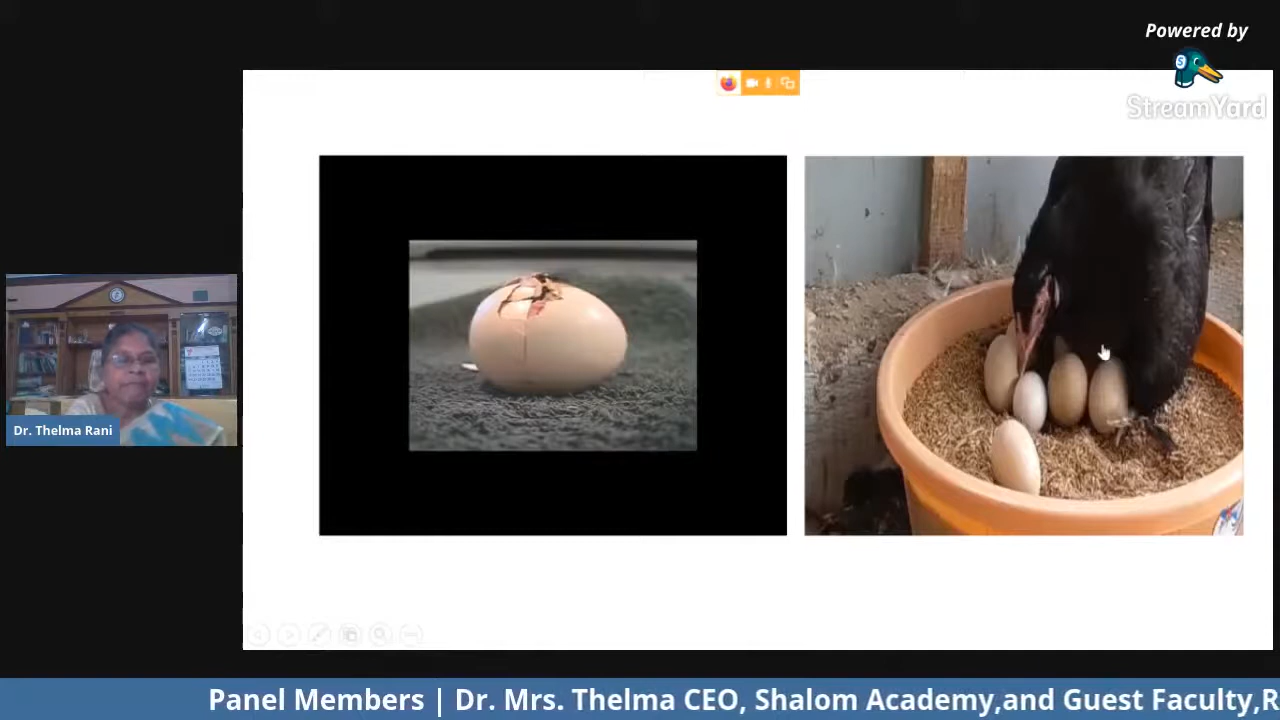 Powered by
StreamYard
Dr. Thelma Rani
Panel Members | Dr. Mrs. Thelma CEO, Shalom Academy,and Guest Faculty,R